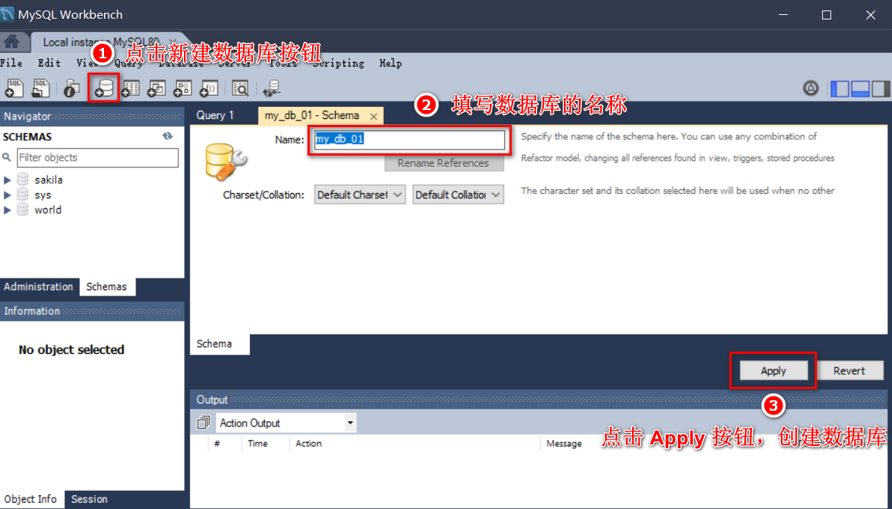 MySQL Workbench
Local instance MySQL80
1 点击新建数据库按钮
File Edit View Query Database Server Tools Scripting Help
Navigator
SCHEMAS
Filter objects
sakila
sys
world
Administration Schemas
Information
No object selected
Object Info Session
Query 1 my_db_01 - Schema
2 填写数据库的名称
Name: my_db_01
Specify the name of the schema here. You can use any combination of
Rename References
Refactor model, changing all references found in view, triggers, stored procedures
Charset/Collation: Default Charset Default Collation
The character set and its collation selected here will be used when no other
Schema
Apply Revert
3
点击 Apply 按钮，创建数据库
Output
Action Output
# Time Action Message